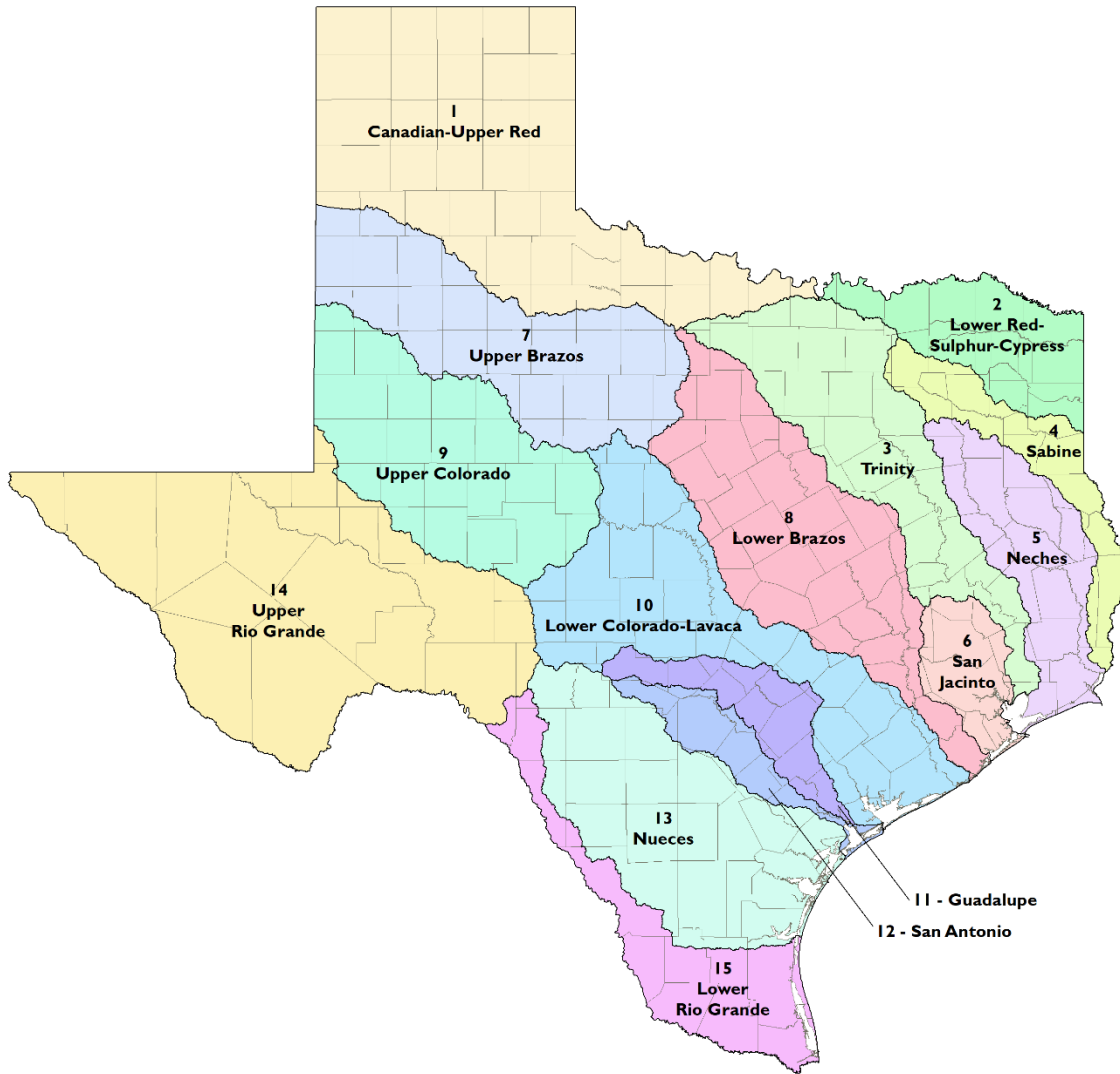 1
Canadian-Upper Red
2
Lower Red-
Sulphur-Cypress
7
Upper Brazos
4
Sabine
3
Trinity
9
Upper Colorado
8
Lower Brazos
5
Neches
14
Upper
Rio Grande
10
Lower Colorado-Lavaca
6
San
Jacinto
13
Nueces
11 - Guadalupe
12 - San Antonio
15
Lower
Rio Grande